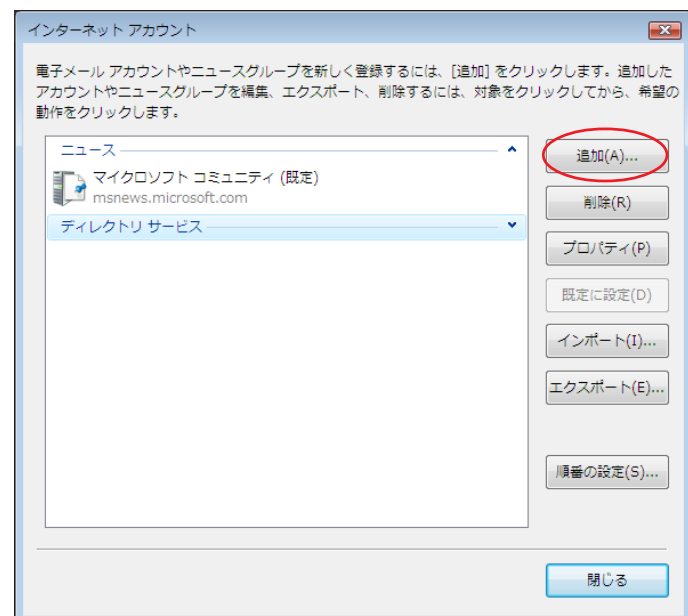 インターネット アカウント
電子メール アカウントやニュースグループを新しく登録するには、[追加] をクリックします。追加した
アカウントやニュースグループを編集、エクスポート、削除するには、対象をクリックしてから、希望の
動作をクリックします。
ニュース
マイクロソフト コミュニティ (既定)
msnews.microsoft.com
ディレクトリ サービス
追加(A)...
削除(R)
プロパティ(P)
既定に設定(D)
インポート(I)...
エクスポート(E)...
順番の設定(S)...
閉じる